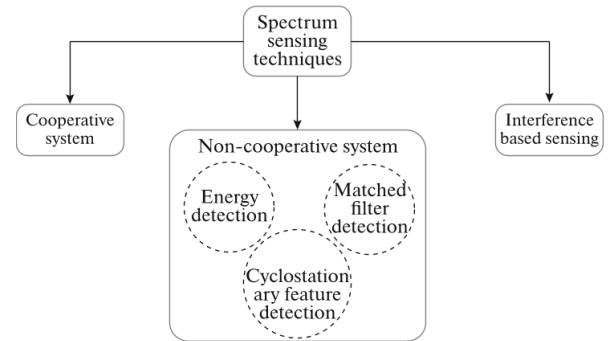 Spectrum
sensing
techniques
Cooperative
system
Interference
based sensing
Non-cooperative system
Energy
detection
Matched
filter
detection
Cyclostation
ary feature
detection